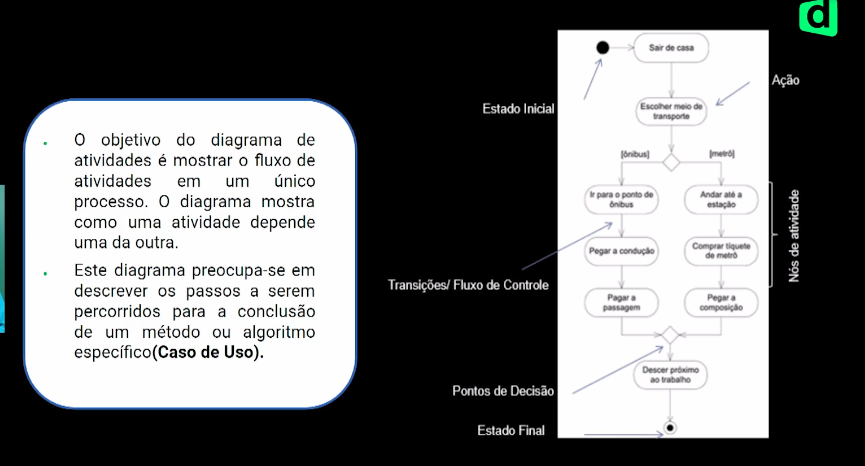 d
O objetivo do diagrama de
atividades é mostrar o fluxo de
atividades em um único
processo. O diagrama mostra
como uma atividade depende
uma da outra.
Este diagrama preocupa-se em
descrever os passos a serem
percorridos para a conclusão
de um método ou algoritmo
específico(Caso de Uso).
Sair de casa
Estado Inicial
Ação
Escolher meio de
transporte
[ônibus]
[metrô]
Ir para o ponto de
ônibus
Andar até a
estação
Nós de atividade
Pegar a condução
Comprar tíquete
de metrô
Transições/ Fluxo de Controle
Pagar a
passagem
Pegar a
composição
Pontos de Decisão
Descer próximo
ao trabalho
Estado Final